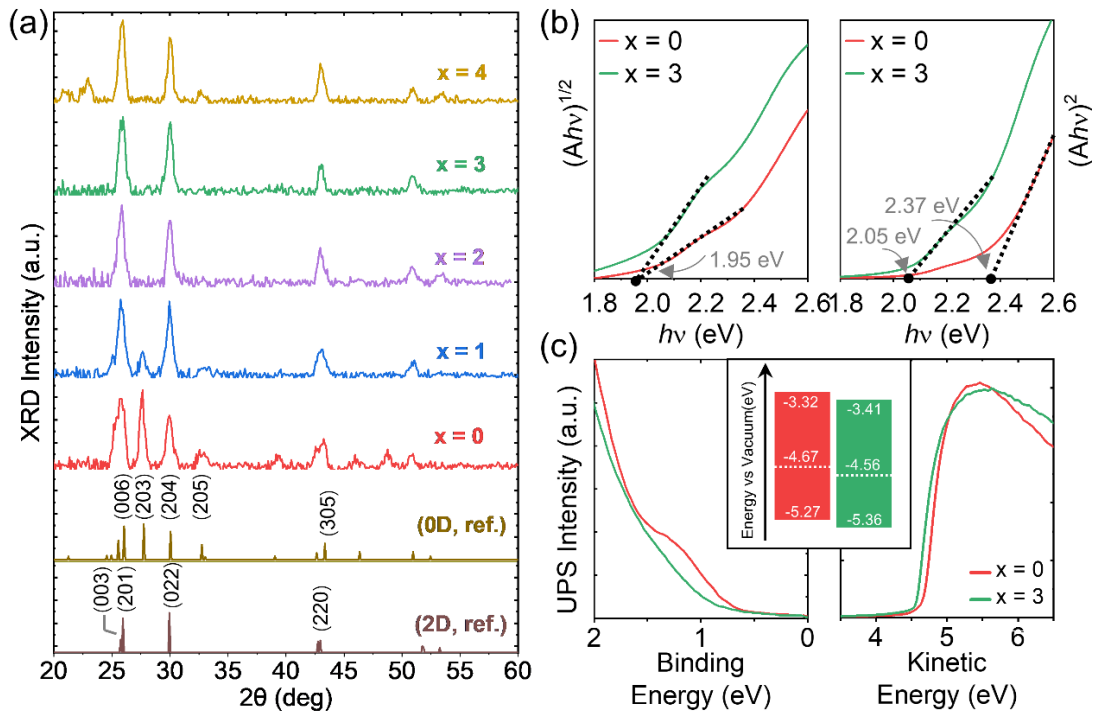 (a)
XRD Intensity (a.u.)
x = 4
x = 3
x = 2
x = 1
x = 0
(006)
(203)
(204)
(205)
(305)
(0D, ref.)
(003)
(201)
(022)
(220)
(2D, ref.)
20 25 30 35 40 45 50 55 60
2θ (deg)
(b)
x = 0
x = 3
(Ahν)1/2
1.95 eV
1.8 2.0 2.2 2.4 2.6
hν (eV)
x = 0
x = 3
(Ahν)2
2.37 eV
2.05 eV
1.8 2.0 2.2 2.4 2.6
hν (eV)
(c)
UPS Intensity (a.u.)
Energy vs Vacuum(eV)
-3.32 -3.41
-4.67 -4.56
-5.27 -5.36
x = 0
x = 3
2 1 0
Binding
Energy (eV)
4 5 6
Kinetic
Energy (eV)